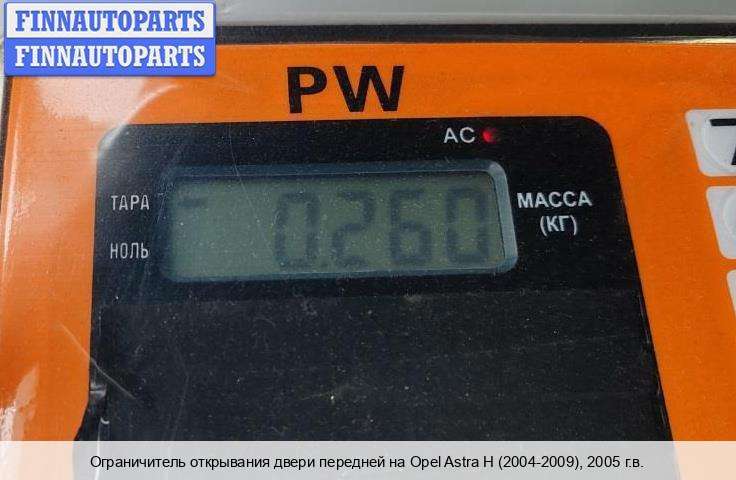 FINNAUTOPARTS
FINNAUTOPARTS
PW
AC
ТАРА
НОЛЬ
0.260
МАССА
(КГ)
Ограничитель открывания двери передней на Opel Astra H (2004-2009), 2005 г.в.